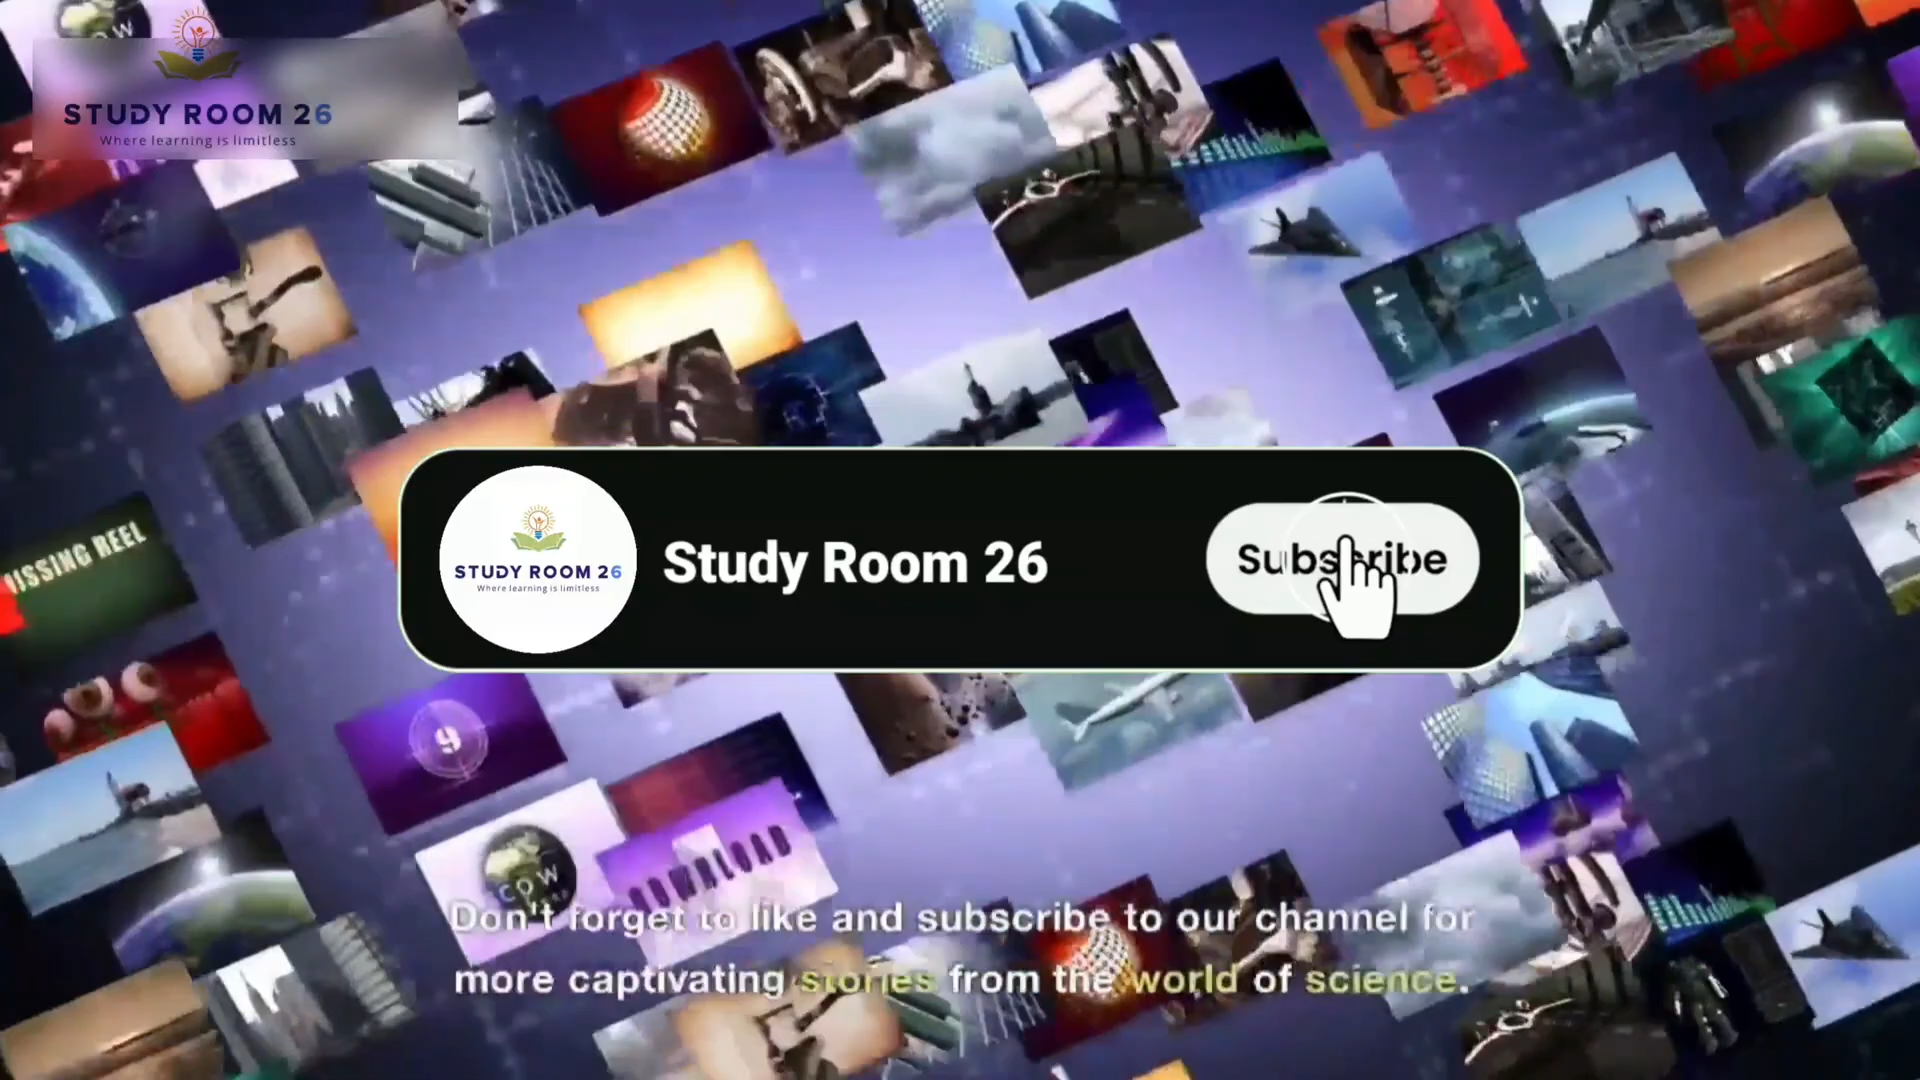 STUDY ROOM 26
Where learning is limitless
MISSING REEL
STUDY ROOM 26
Where learning is limitless
Study Room 26
Subscribe
9
DOWNLOAD
Don't forget to like and subscribe to our channel for
more captivating stories from the world of science.